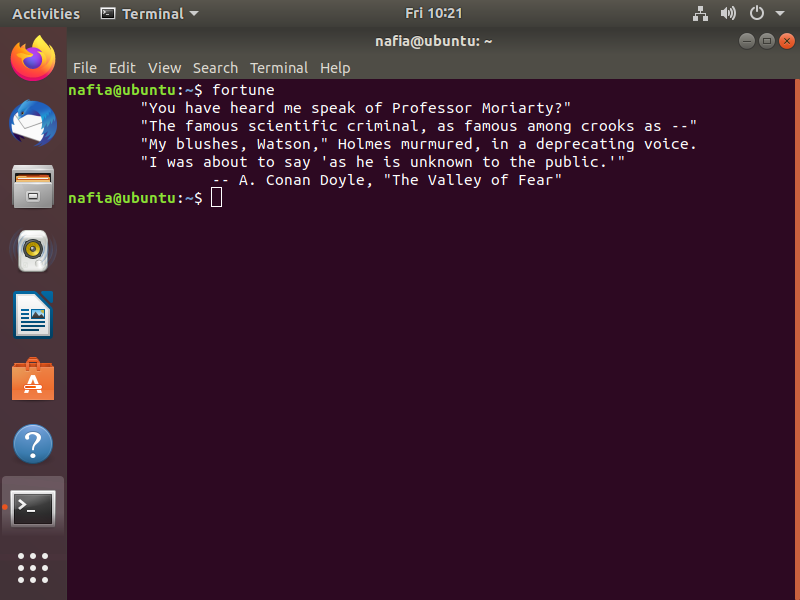 Activities Terminal Fri 10:21
nafia@ubuntu: ~
File Edit View Search Terminal Help
nafia@ubuntu:~$ fortune
"You have heard me speak of Professor Moriarty?"
"The famous scientific criminal, as famous among crooks as --"
"My blushes, Watson," Holmes murmured, in a deprecating voice.
"I was about to say 'as he is unknown to the public.'"
-- A. Conan Doyle, "The Valley of Fear"
nafia@ubuntu:~$